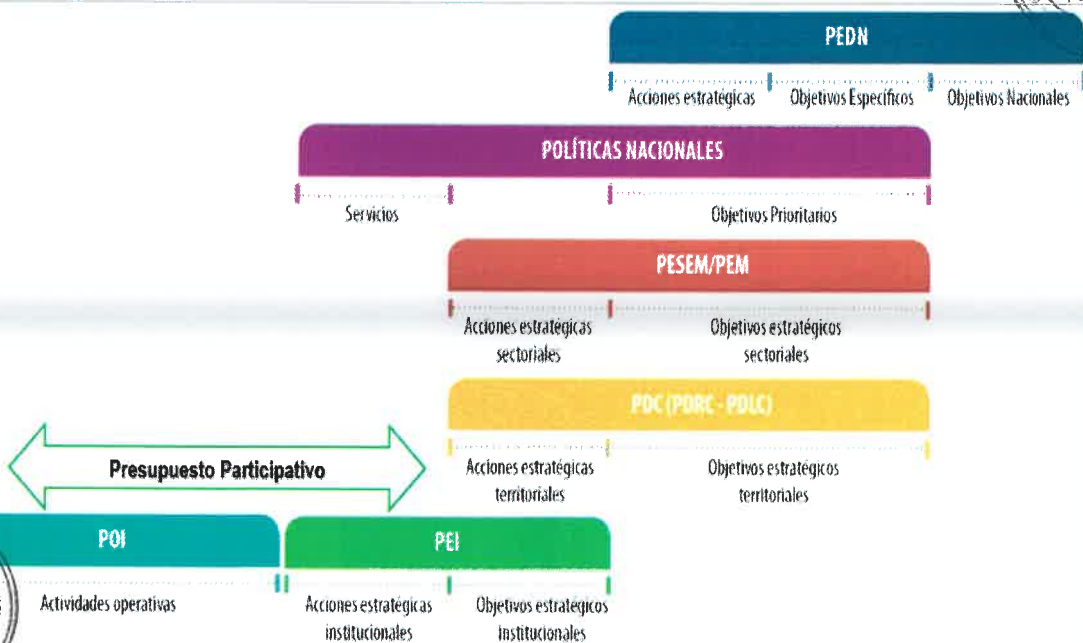 PEDN
Acciones estratégicas
Objetivos Específicos
Objetivos Nacionales
POLÍTICAS NACIONALES
Servicios
Objetivos Prioritarios
PESEM/PEM
Acciones estratégicas
sectoriales
Objetivos estratégicos
sectoriales
PDC (PDRC - PDLC)
Acciones estratégicas
territoriales
Objetivos estratégicos
territoriales
Presupuesto Participativo
POI
Actividades operativas
PEI
Acciones estratégicas
institucionales
Objetivos estratégicos
institucionales